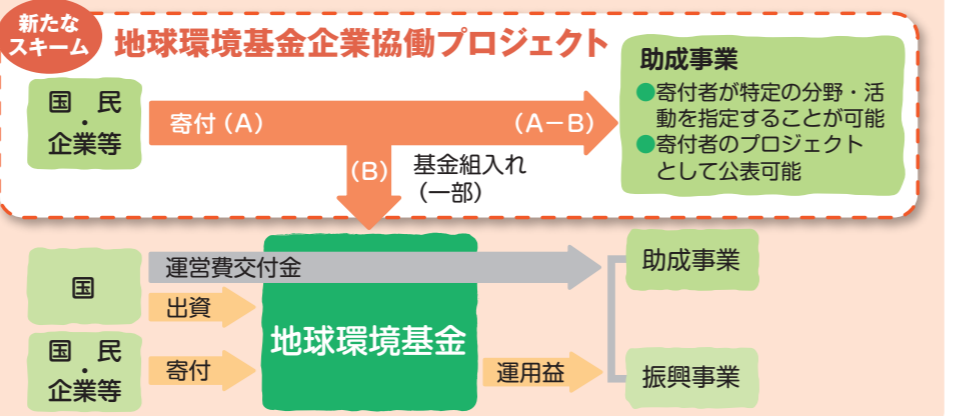 新たな
スキーム
地球環境基金企業協働プロジェクト
国 民
・
企業等
寄付(A)
(A-B)
(B)
基金組入れ
(一部)
助成事業
●寄付者が特定の分野・活
動を指定することが可能
●寄付者のプロジェクト
として公表可能
国
運営費交付金
出資
国 民
・
企業等
寄付
地球環境基金
運用益
助成事業
振興事業